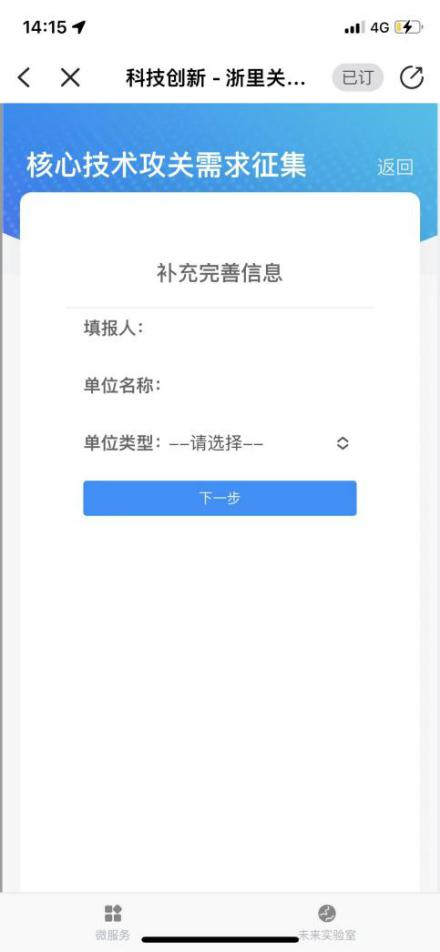 14:15
4G
科技创新 - 浙里关...
已订
核心技术攻关需求征集
返回
补充完善信息
填报人：
单位名称：
单位类型：--请选择--
下一步
微服务
未来实验室